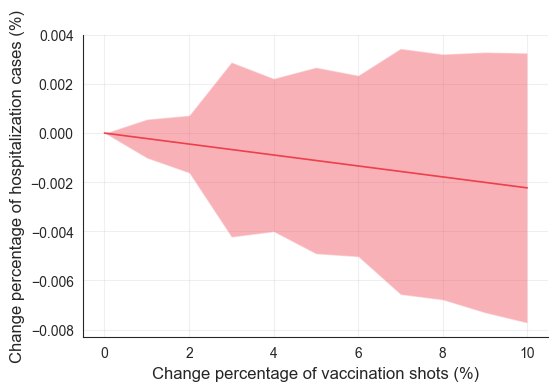 Change percentage of hospitalization cases (%)
0.004
0.002
0.000
−0.002
−0.004
−0.006
−0.008
0 2 4 6 8 10
Change percentage of vaccination shots (%)